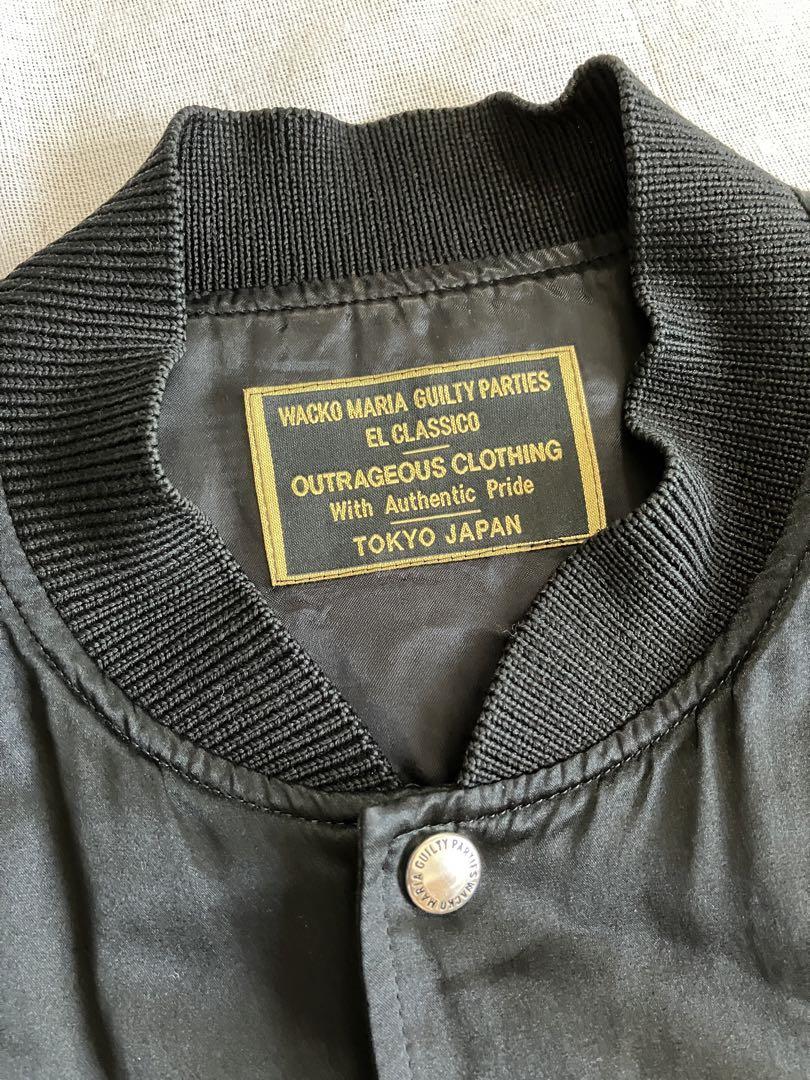 WACKO MARIA GUILTY PARTIES
EL CLASSICO
OUTRAGEOUS CLOTHING
With Authentic Pride
TOKYO JAPAN
WACKO MARIA GUILTY PARTIES